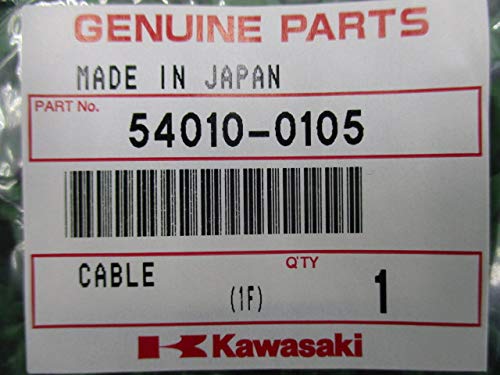 GENUINE PARTS
MADE IN JAPAN
PART No.
54010-0105
CABLE
(1F)
Q'TY
1
Kawasaki